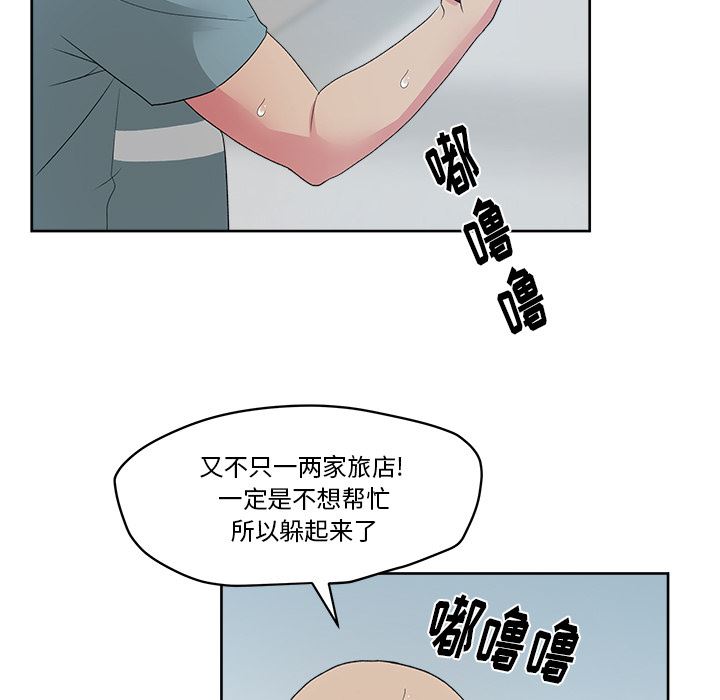 嘟噜噜
又不只一两家旅店!
一定是不想帮忙
所以躲起来了
嘟噜噜